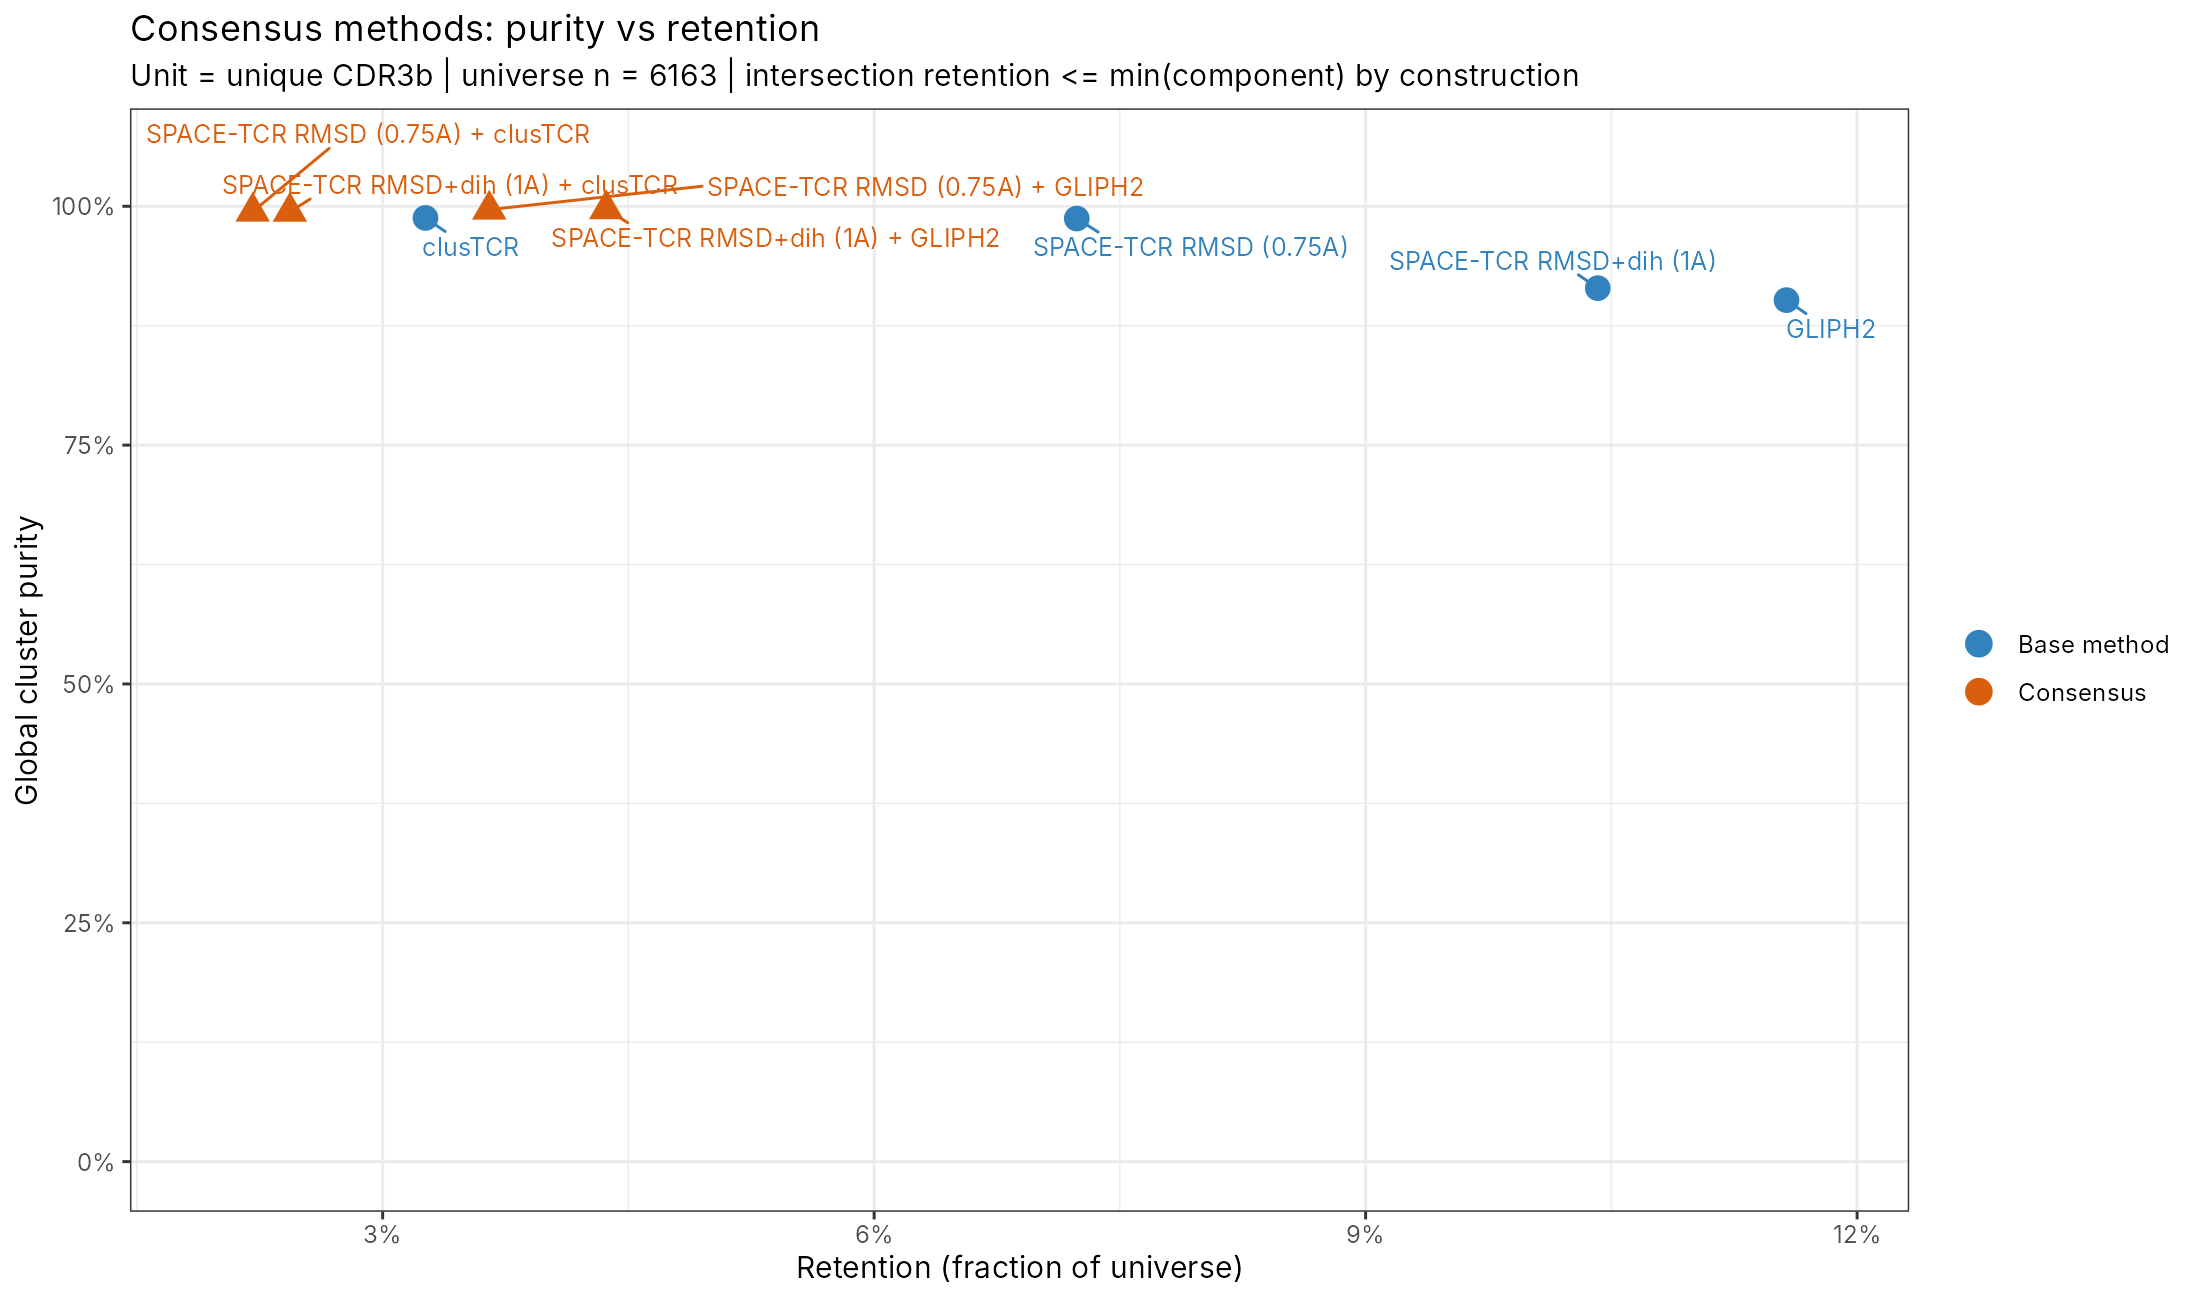 Consensus methods: purity vs retention
Unit = unique CDR3b | universe n = 6163 | intersection retention <= min(component) by construction
SPACE-TCR RMSD (0.75A) + clusTCR
SPACE-TCR RMSD+dih (1A) + clusTCR
SPACE-TCR RMSD (0.75A) + GLIPH2
SPACE-TCR RMSD+dih (1A) + GLIPH2
clusTCR
SPACE-TCR RMSD (0.75A)
SPACE-TCR RMSD+dih (1A)
GLIPH2
100%
75%
50%
25%
0%
Global cluster purity
3%
6%
9%
12%
Retention (fraction of universe)
Base method
Consensus